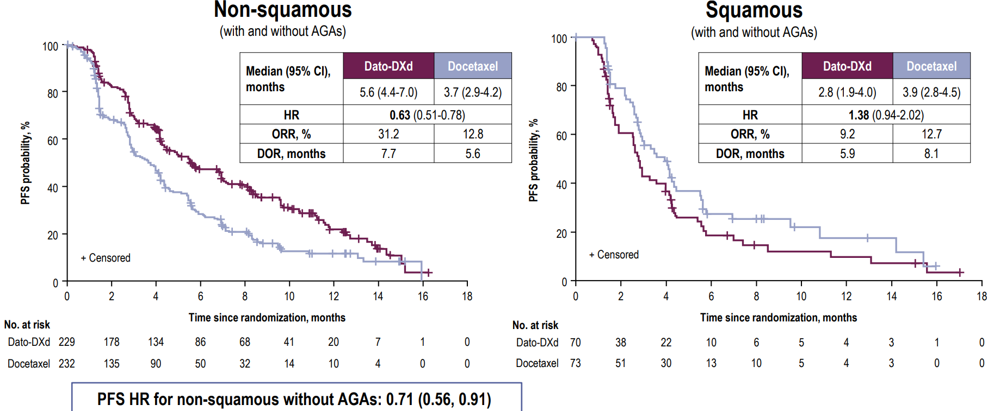 Non-squamous
(with and without AGAs)
Median (95% CI), months
Dato-DXd Docetaxel
5.6 (4.4-7.0) 3.7 (2.9-4.2)
HR 0.63 (0.51-0.78)
ORR, % 31.2 12.8
DOR, months 7.7 5.6
PFS probability, %
100
80
60
40
20
0
+ Censored
0 2 4 6 8 10 12 14 16 18
Time since randomization, months
No. at risk
Dato-DXd 229 178 134 86 68 41 20 7 1 0
Docetaxel 232 135 90 50 32 14 10 4 0 0
PFS HR for non-squamous without AGAs: 0.71 (0.56, 0.91)
Squamous
(with and without AGAs)
Median (95% CI), months
Dato-DXd Docetaxel
2.8 (1.9-4.0) 3.9 (2.8-4.5)
HR 1.38 (0.94-2.02)
ORR, % 9.2 12.7
DOR, months 5.9 8.1
PFS probability, %
100
80
60
40
20
0
+ Censored
0 2 4 6 8 10 12 14 16 18
Time since randomization, months
No. at risk
Dato-DXd 70 38 22 10 6 5 4 3 1 0
Docetaxel 73 51 30 13 10 5 4 3 0 0